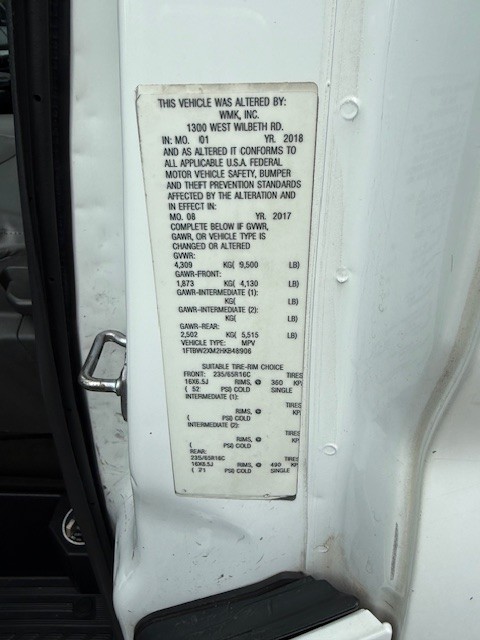 THIS VEHICLE WAS ALTERED BY:
WMK, INC.
1300 WEST WILBETH RD.
IN: MO. 01 YR. 2018
AND AS ALTERED IT CONFORMS TO
ALL APPLICABLE U.S.A. FEDERAL
MOTOR VEHICLE SAFETY, BUMPER
AND THEFT PREVENTION STANDARDS
AFFECTED BY THE ALTERATION AND
IN EFFECT IN:
MO. 08 YR. 2017
COMPLETE BELOW IF GVWR,
GAWR, OR VEHICLE TYPE IS
CHANGED OR ALTERED
GVWR:
4,309 KG( 9,500 LB)
GAWR-FRONT:
1,873 KG( 4,130 LB)
GAWR-INTERMEDIATE (1):
KG( LB)
GAWR-INTERMEDIATE (2):
KG( LB)
GAWR-REAR:
2,502 KG( 5,515 LB)
VEHICLE TYPE: MPV
1FTBW2XM2HKB48906
SUITABLE TIRE-RIM CHOICE
FRONT: 235/65R16C TIRES
16X6.5J RIMS, @ 360 KP
( 52 PSI) COLD SINGLE
INTERMEDIATE (1):
TIRES
RIMS, @ KP
( PSI) COLD
INTERMEDIATE (2):
TIRES
RIMS, @ KP
( PSI) COLD
REAR:
235/65R16C TIRES
16X6.5J RIMS, @ 490 KP
( 71 PSI) COLD SINGLE